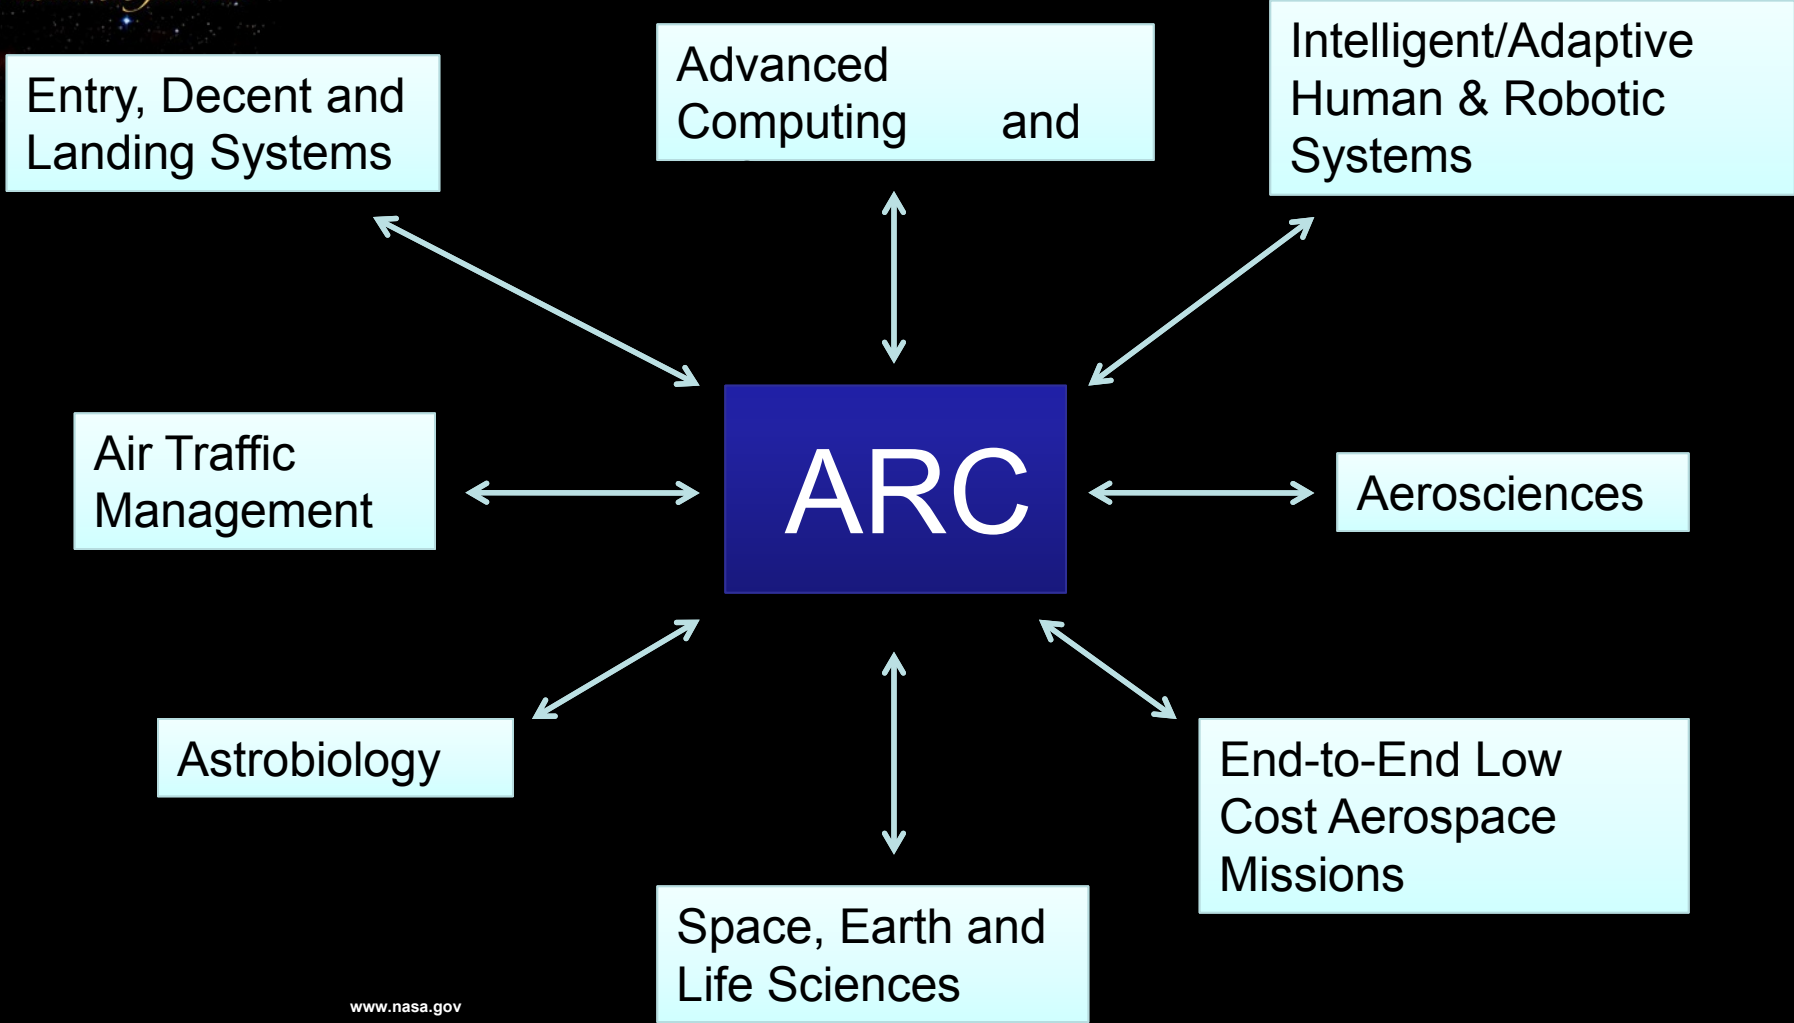 Entry, Decent and
Landing Systems
Advanced
Computing and
Intelligent/Adaptive
Human & Robotic
Systems
Air Traffic
Management
ARC
Aerosciences
Astrobiology
End-to-End Low
Cost Aerospace
Missions
Space, Earth and
Life Sciences
www.nasa.gov